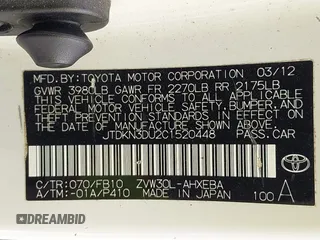 MFD.BY:TOYOTA MOTOR CORPORATION 03/12
GVWR 3980LB GAWR FR 2270LB RR 2175LB
THIS VEHICLE CONFORMS TO ALL APPLICABLE
FEDERAL MOTOR VEHICLE SAFETY,BUMPER, AND
THEFT PREVENTION STANDARDS IN EFFECT ON
THE DATE OF MANUFACTURE SHOWN ABOVE.
JTDKN3DU2C1520448
C/TR:070/FB10 ZVW30L-AHXEBA
A/TM:-01A/P410 MADE IN JAPAN 100 A
TOYOTA
DREAMBID